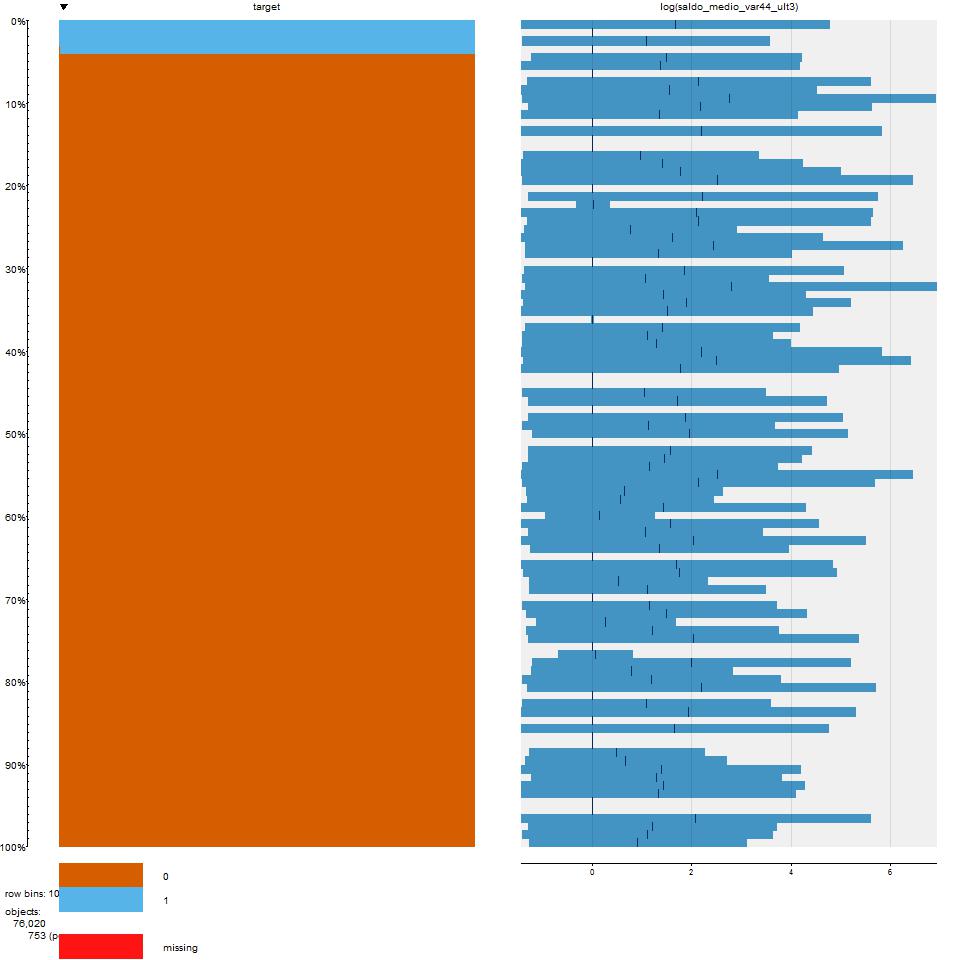 target
log(saldo_medio_var44_ult3)
0%
10%
20%
30%
40%
50%
60%
70%
80%
90%
100%
0 2 4 6
0
row bins: 10
1
objects:
76,020
753 (p
missing